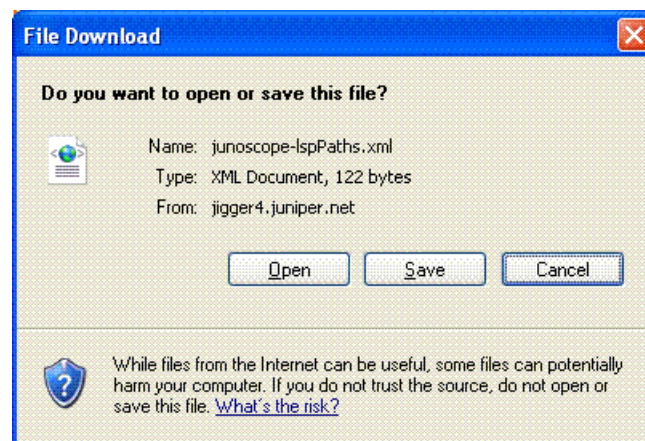 File Download
Do you want to open or save this file?
Name: junoscope-lspPaths.xml
Type: XML Document, 122 bytes
From: jigger4.juniper.net
Open Save Cancel
While files from the Internet can be useful, some files can potentially
harm your computer. If you do not trust the source, do not open or
save this file. What's the risk?